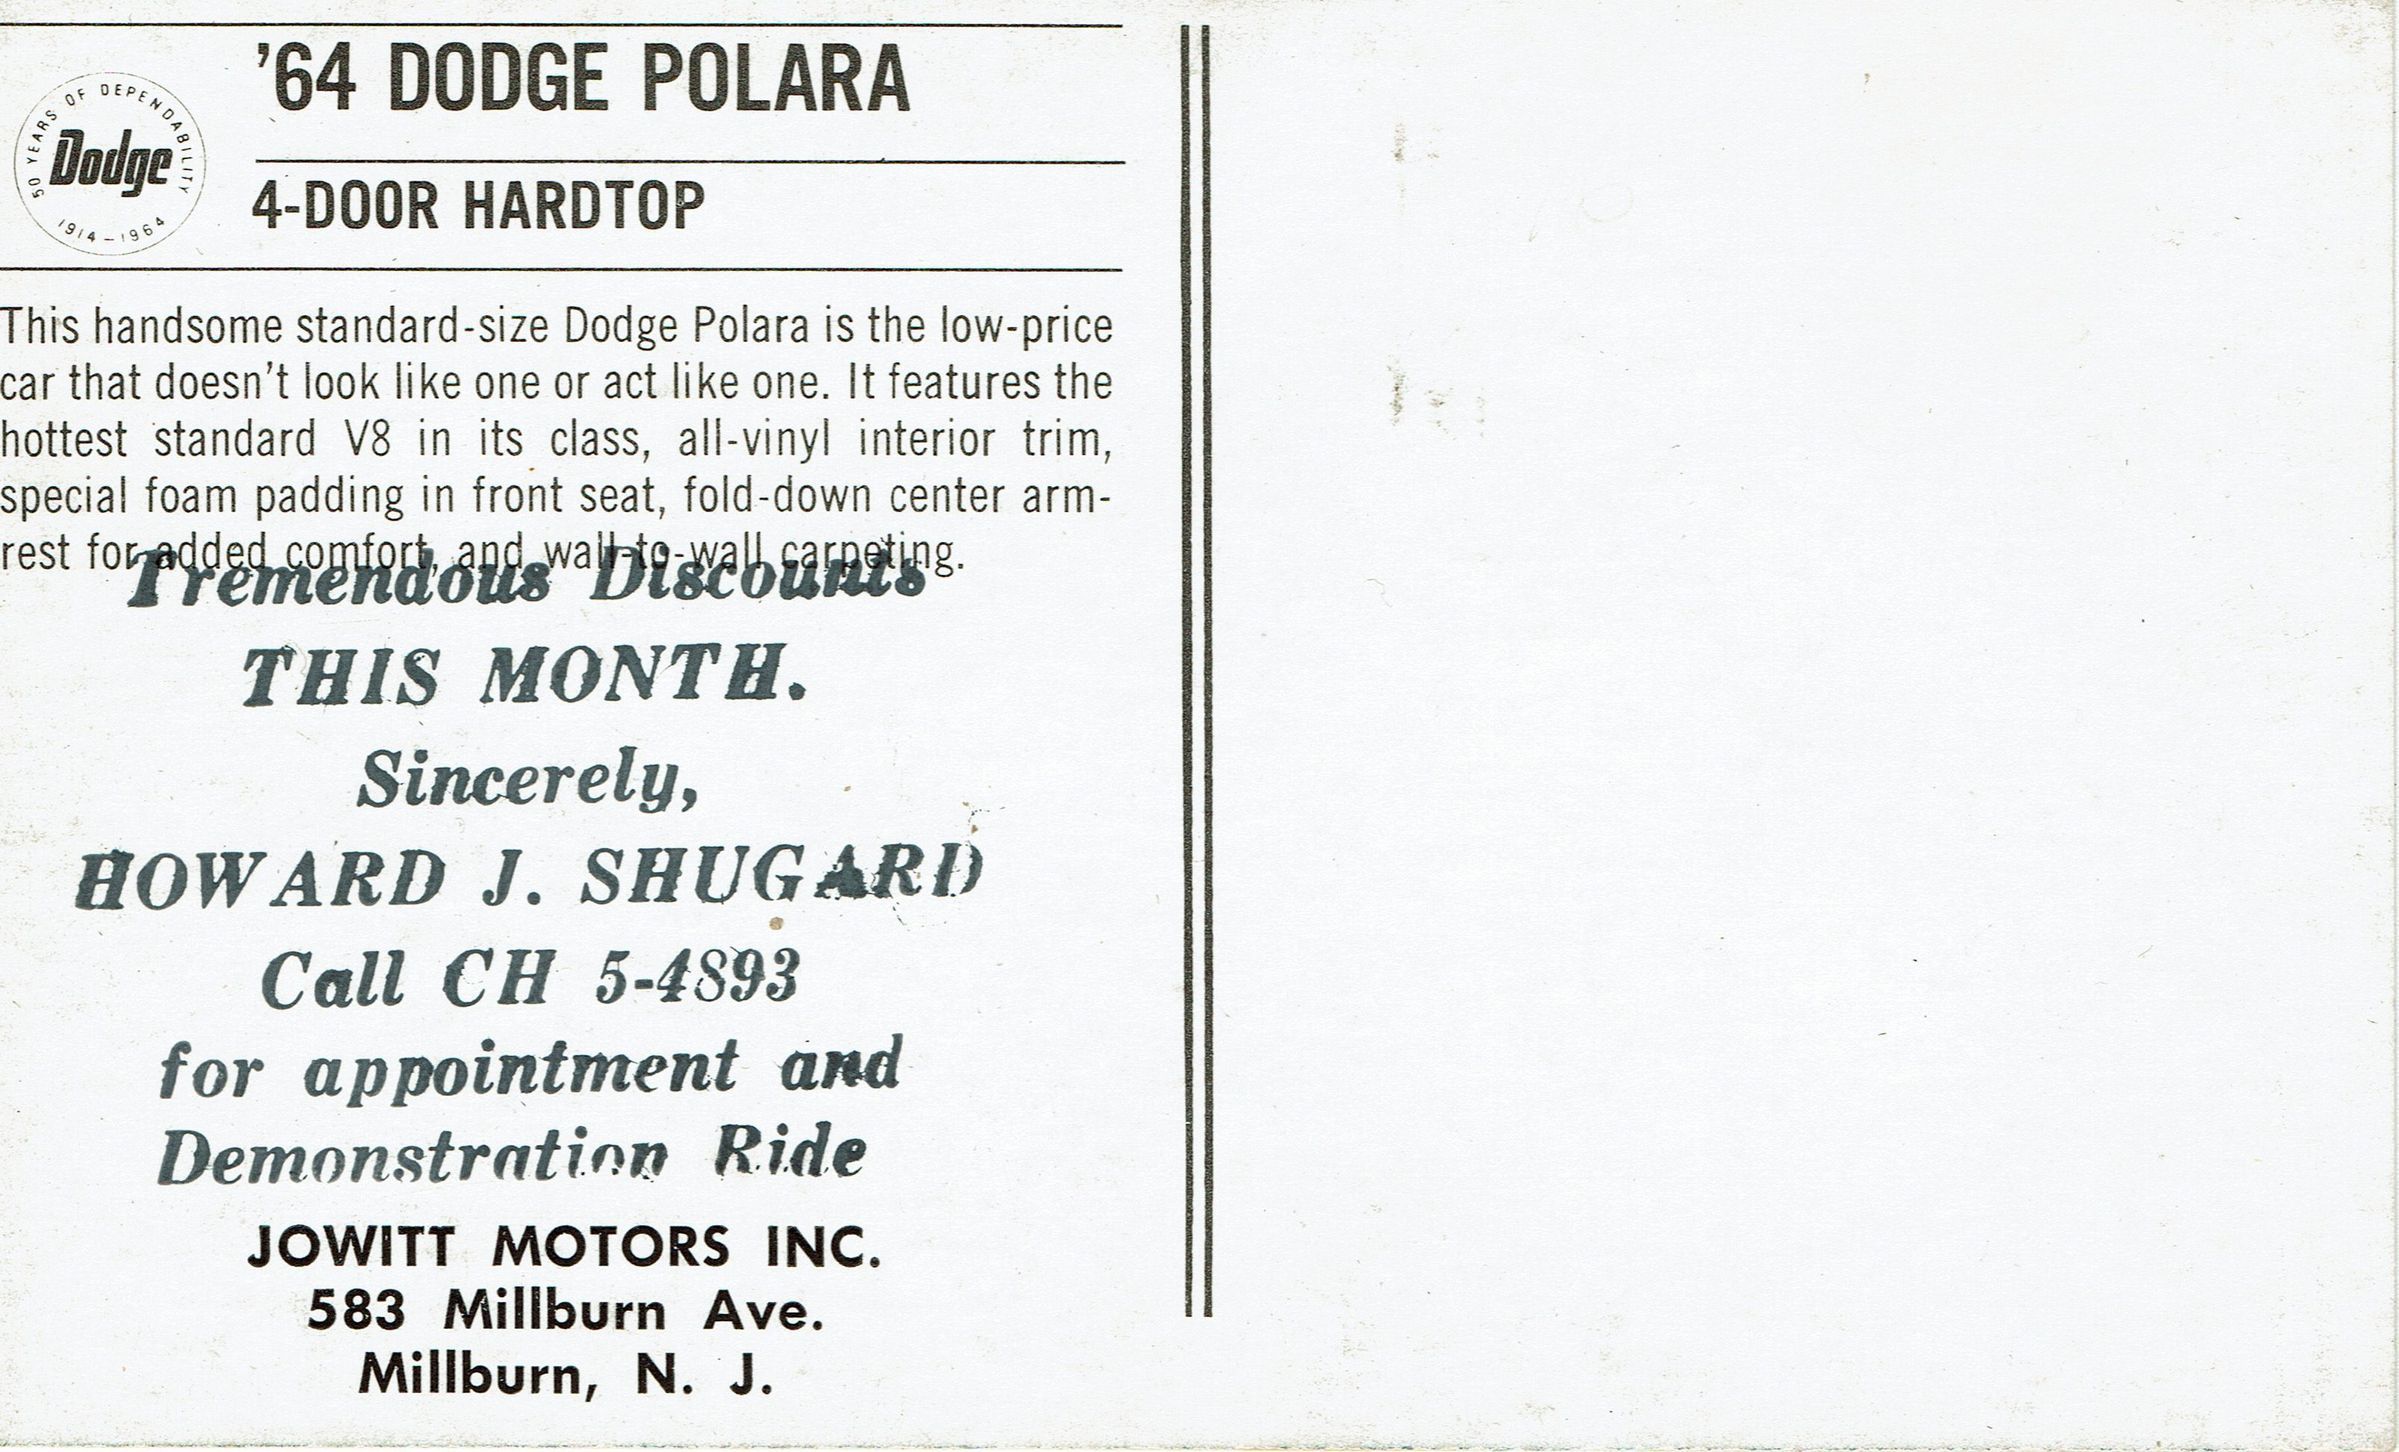 '64 DODGE POLARA
50 YEARS OF DEPENDABILITY
Dodge
1914-1964
4-DOOR HARDTOP
This handsome standard-size Dodge Polara is the low-price
car that doesn't look like one or act like one. It features the
hottest standard V8 in its class, all-vinyl interior trim,
special foam padding in front seat, fold-down center arm-
rest for added comfort, and wall-to-wall carpeting.
Tremendous Discounts
THIS MONTH.
Sincerely,
HOWARD J. SHUGARD
Call CH 5-4893
for appointment and
Demonstration Ride
JOWITT MOTORS INC.
583 Millburn Ave.
Millburn, N. J.